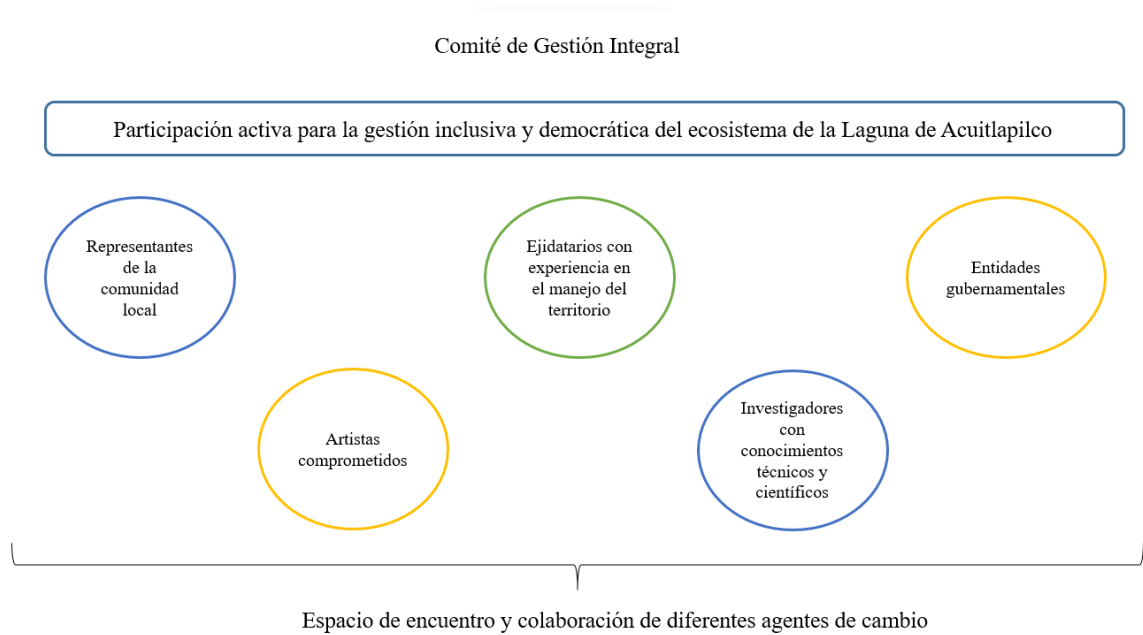 Comité de Gestión Integral
Participación activa para la gestión inclusiva y democrática del ecosistema de la Laguna de Acuitlapilco
Representantes
de la
comunidad
local
Ejidatarios con
experiencia en
el manejo del
territorio
Entidades
gubernamentales
Artistas
comprometidos
Investigadores
con
conocimientos
técnicos y
científicos
Espacio de encuentro y colaboración de diferentes agentes de cambio